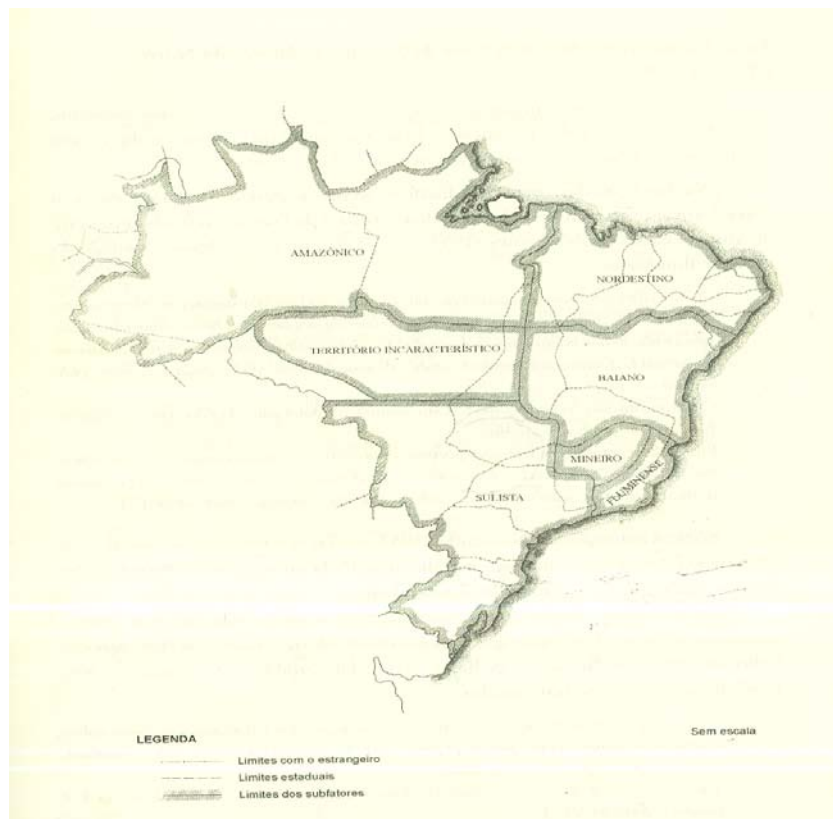 AMAZÔNICO
NORDESTINO
TERRITÓRIO INCARACTERÍSTICO
BAIANO
MINEIRO
FLUMINENSE
SULISTA
Sem escala
LEGENDA
Limites com o estrangeiro
Limites estaduais
Limites dos subfatores